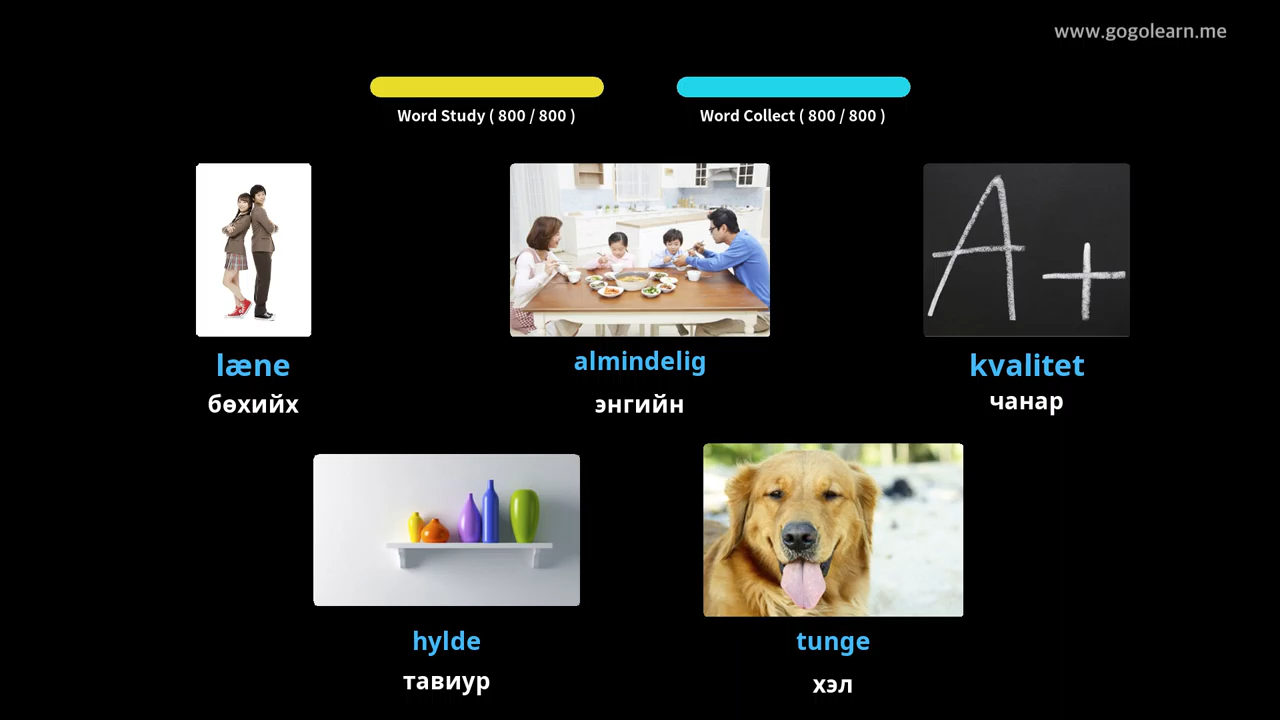 www.gogolearn.me
Word Study ( 800 / 800 )
Word Collect ( 800 / 800 )
A+
læne
almindelig
kvalitet
бөхийх
энгийн
чанар
hylde
tunge
тавиур
хэл